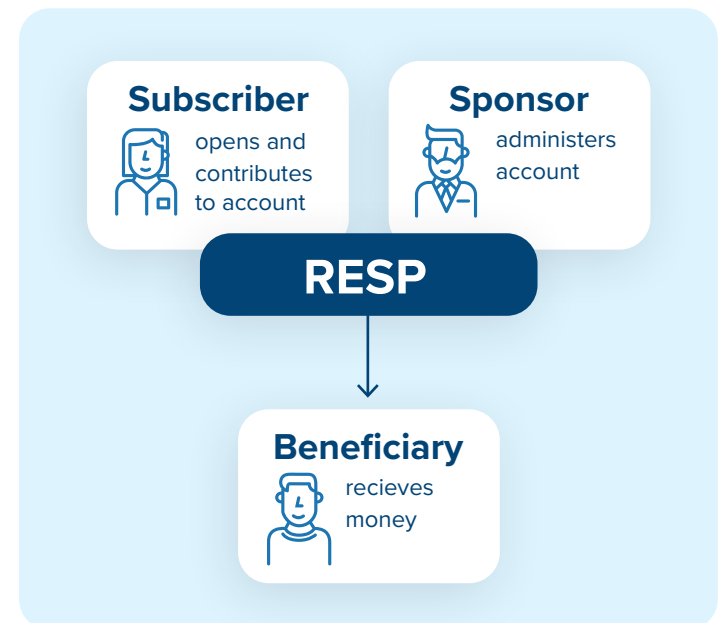 Subscriber
opens and
contributes
to account
Sponsor
administers
account
RESP
Beneficiary
recieves
money